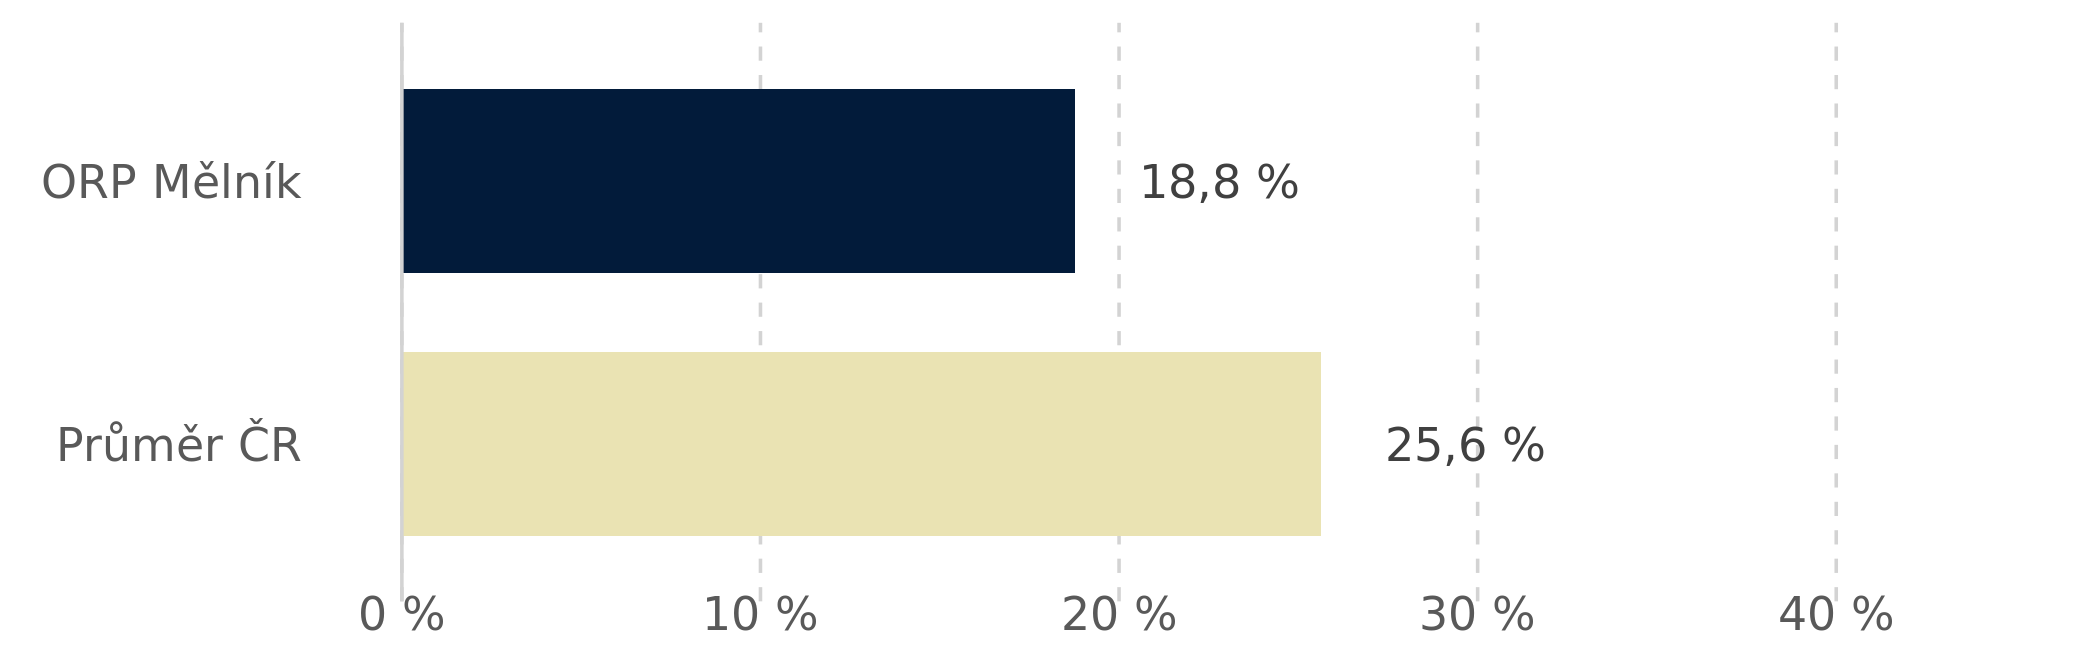 ORP Mělník 18,8 %
Průměr ČR 25,6 %
0 % 10 % 20 % 30 % 40 %